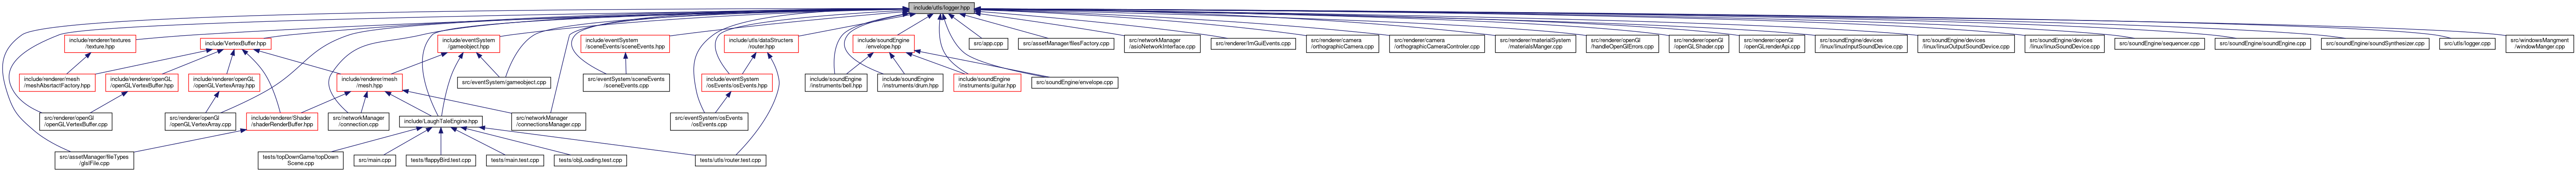 include/utls/logger.hpp
include/renderer/textures
/texture.hpp
include/VertexBuffer.hpp
include/eventSystem
/gameobject.hpp
include/eventSystem
/sceneEvents/sceneEvents.hpp
include/utls/dataStructures
/router.hpp
include/soundEngine
/envelope.hpp
src/app.cpp
src/assetManager/filesFactory.cpp
src/networkManager
/asioNetworkInterface.cpp
src/renderer/ImGuiEvents.cpp
src/renderer/camera
/orthographicCamera.cpp
src/renderer/camera
/orthographicCameraControler.cpp
src/renderer/materialSystem
/materialsManger.cpp
src/renderer/openGl
/handleOpenGlErrors.cpp
src/renderer/openGl
/openGLShader.cpp
src/renderer/openGl
/openGLrenderApi.cpp
src/soundEngine/devices
/linux/linuxInputSoundDevice.cpp
src/soundEngine/devices
/linux/linuxOutputSoundDevice.cpp
src/soundEngine/devices
/linux/linuxSoundDevice.cpp
src/soundEngine/sequencer.cpp
src/soundEngine/soundEngine.cpp
src/soundEngine/soundSynthesizer.cpp
src/utls/logger.cpp
src/windowsMangment
/windowManger.cpp
include/renderer/mesh
/meshAbsrtactFactory.hpp
include/renderer/openGL
/openGLVertexBuffer.hpp
include/renderer/openGL
/openGLVertexArray.hpp
include/renderer/mesh
/mesh.hpp
src/eventSystem/gameobject.cpp
src/eventSystem/sceneEvents
/sceneEvents.cpp
include/eventSystem
/osEvents/osEvents.hpp
include/soundEngine
/instruments/bell.hpp
include/soundEngine
/instruments/drum.hpp
include/soundEngine
/instruments/guitar.hpp
src/soundEngine/envelope.cpp
src/renderer/openGl
/openGLVertexBuffer.cpp
src/renderer/openGl
/openGLVertexArray.cpp
include/renderer/Shader
/shaderRenderBuffer.hpp
src/networkManager
/connection.cpp
include/LaughTaleEngine.hpp
src/networkManager
/connectionsManager.cpp
src/eventSystem/osEvents
/osEvents.cpp
src/assetManager/fileTypes
/glslFile.cpp
tests/topDownGame/topDown
Scene.cpp
src/main.cpp
tests/flappyBird.test.cpp
tests/main.test.cpp
tests/objLoading.test.cpp
tests/utls/router.test.cpp